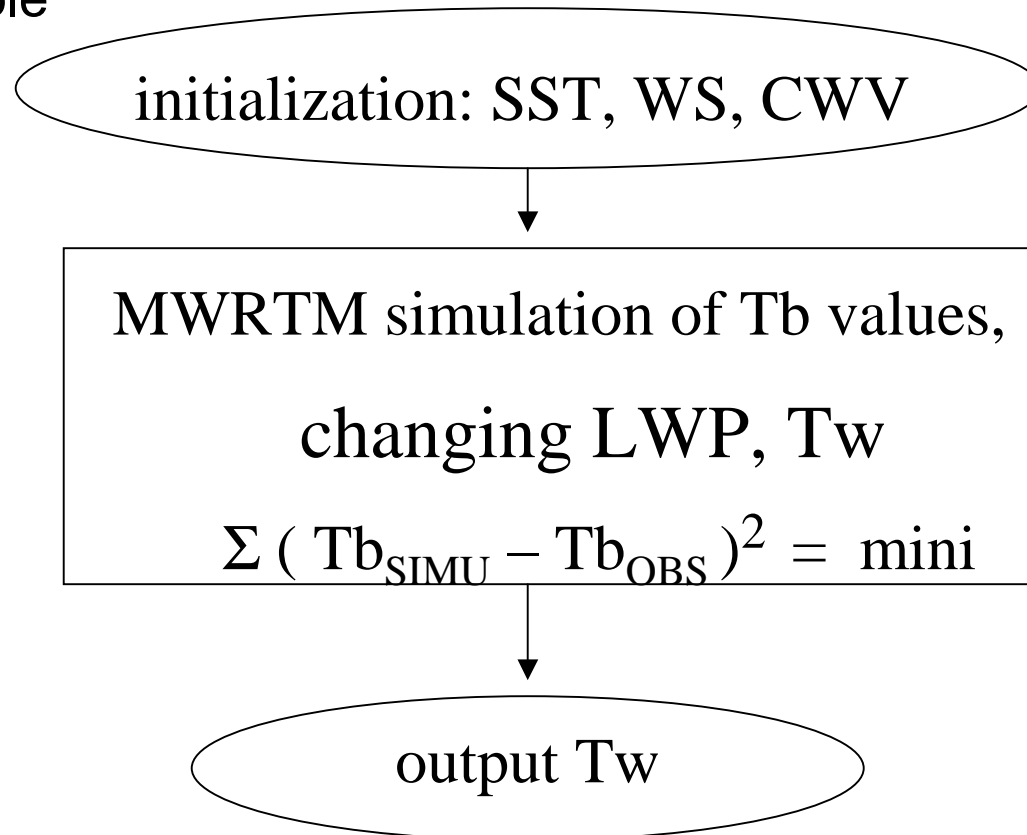 initialization: SST, WS, CWV
MWRTM simulation of Tb values,
changing LWP, Tw
Σ ( Tb_SIMU – Tb_OBS )² = mini
output Tw